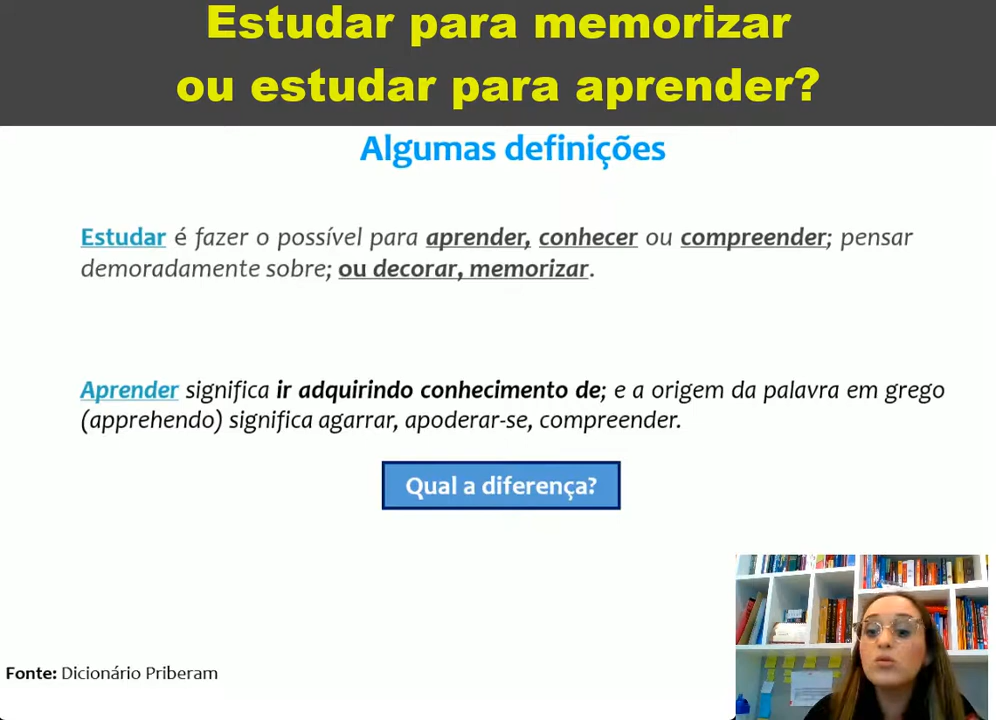 Estudar para memorizar
ou estudar para aprender?
Algumas definições
Estudar é fazer o possível para aprender, conhecer ou compreender; pensar
demoradamente sobre; ou decorar, memorizar.
Aprender significa ir adquirindo conhecimento de; e a origem da palavra em grego
(apprehendo) significa agarrar, apoderar-se, compreender.
Qual a diferença?
Fonte: Dicionário Priberam